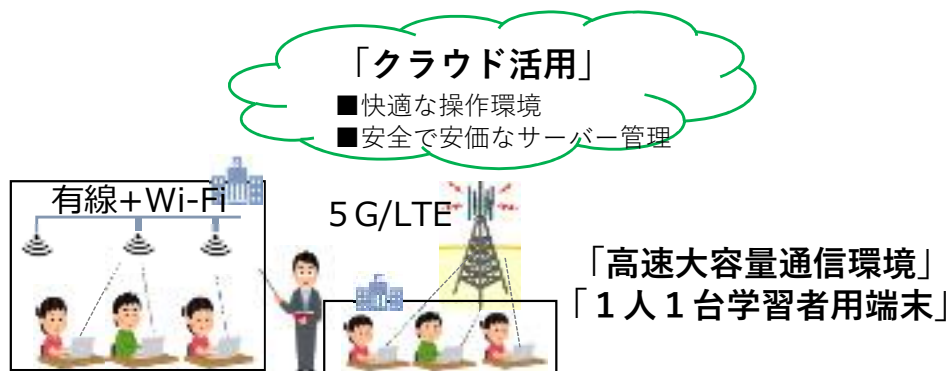 「クラウド活用」
■快適な操作環境
■安全で安価なサーバー管理
有線+Wi-Fi
５G/LTE
「高速大容量通信環境」
「１人１台学習者用端末」